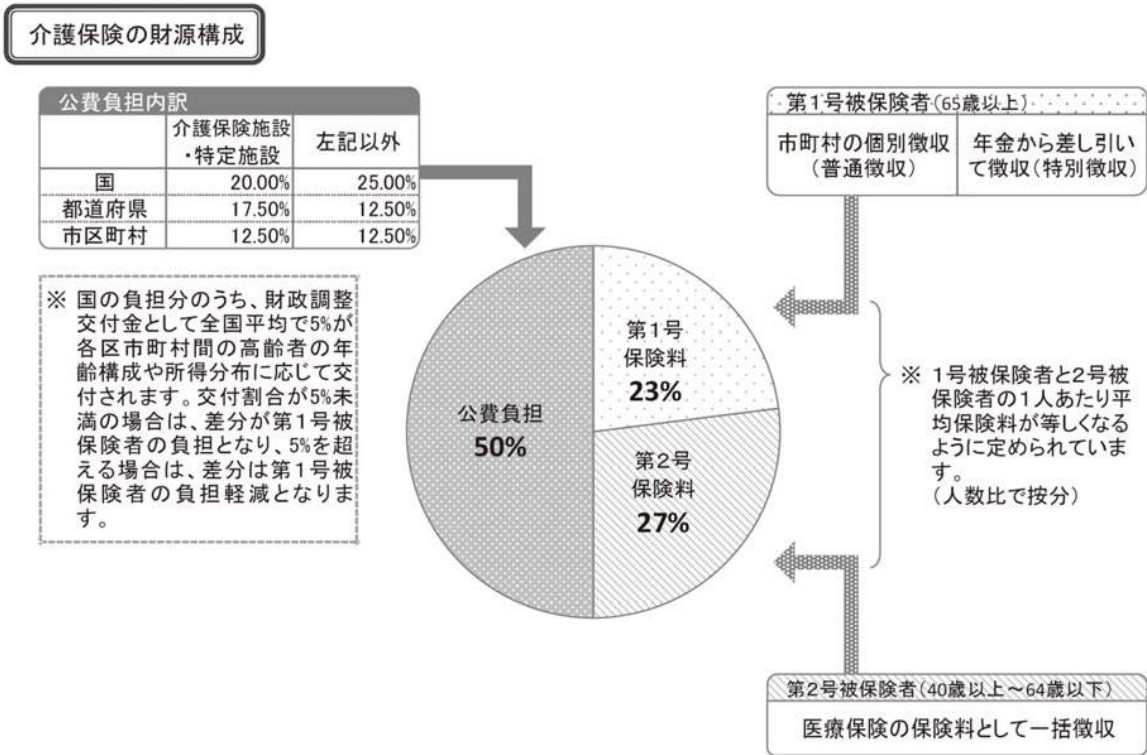 介護保険の財源構成
公費負担内訳
介護保険施設
・特定施設
左記以外
国 20.00% 25.00%
都道府県 17.50% 12.50%
市区町村 12.50% 12.50%
※ 国の負担分のうち、財政調整
交付金として全国平均で5%が
各区市町村間の高齢者の年
齢構成や所得分布に応じて交
付されます。交付割合が5%未
満の場合は、差分が第1号被
保険者の負担となり、5%を超
える場合は、差分は第1号被
保険者の負担軽減となりま
す。
公費負担
50%
第1号
保険料
23%
第2号
保険料
27%
第1号被保険者(65歳以上)
市町村の個別徴収
(普通徴収)
年金から差し引い
て徴収(特別徴収)
※ 1号被保険者と2号被
保険者の1人あたり平
均保険料が等しくなる
ように定められていま
す。
(人数比で按分)
第2号被保険者(40歳以上～64歳以下)
医療保険の保険料として一括徴収